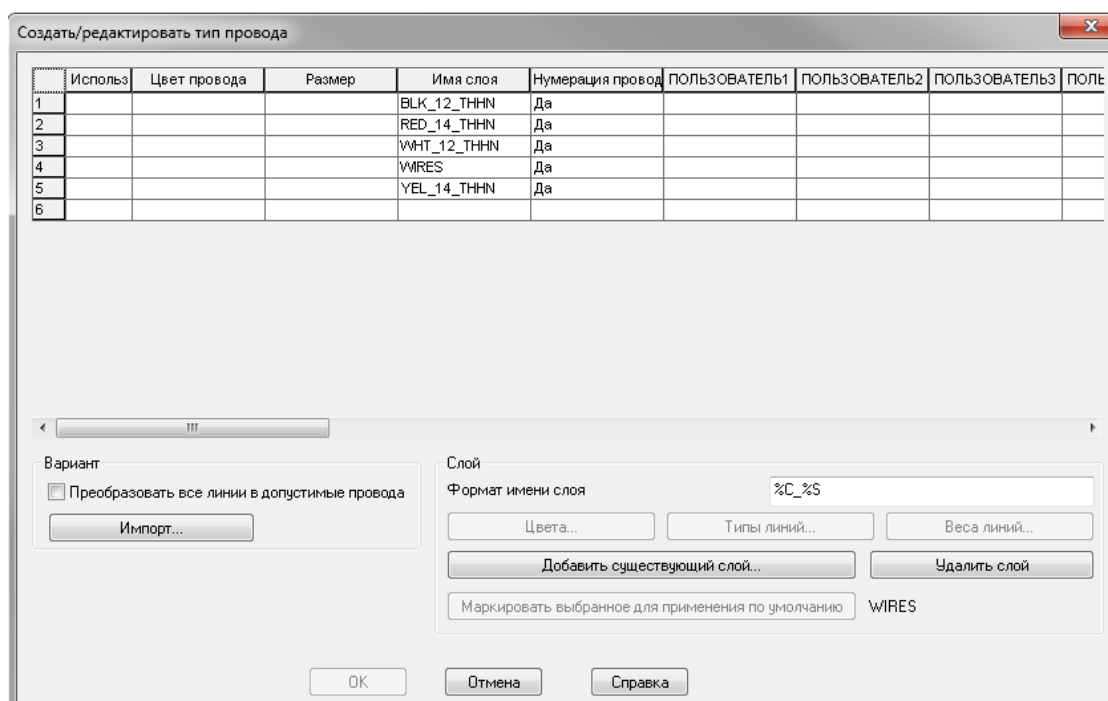 Создать/редактировать тип провода
Использ Цвет провода Размер Имя слоя Нумерация провод ПОЛЬЗОВАТЕЛЬ1 ПОЛЬЗОВАТЕЛЬ2 ПОЛЬЗОВАТЕЛЬ3 ПОЛЬ
1 BLK_12_THHN Да
2 RED_14_THHN Да
3 WHT_12_THHN Да
4 WIRES Да
5 YEL_14_THHN Да
6
Вариант
Преобразовать все линии в допустимые провода
Импорт...
Слой
Формат имени слоя %C_%S
Цвета... Типы линий... Веса линий...
Добавить существующий слой... Удалить слой
Маркировать выбранное для применения по умолчанию WIRES
OK Отмена Справка